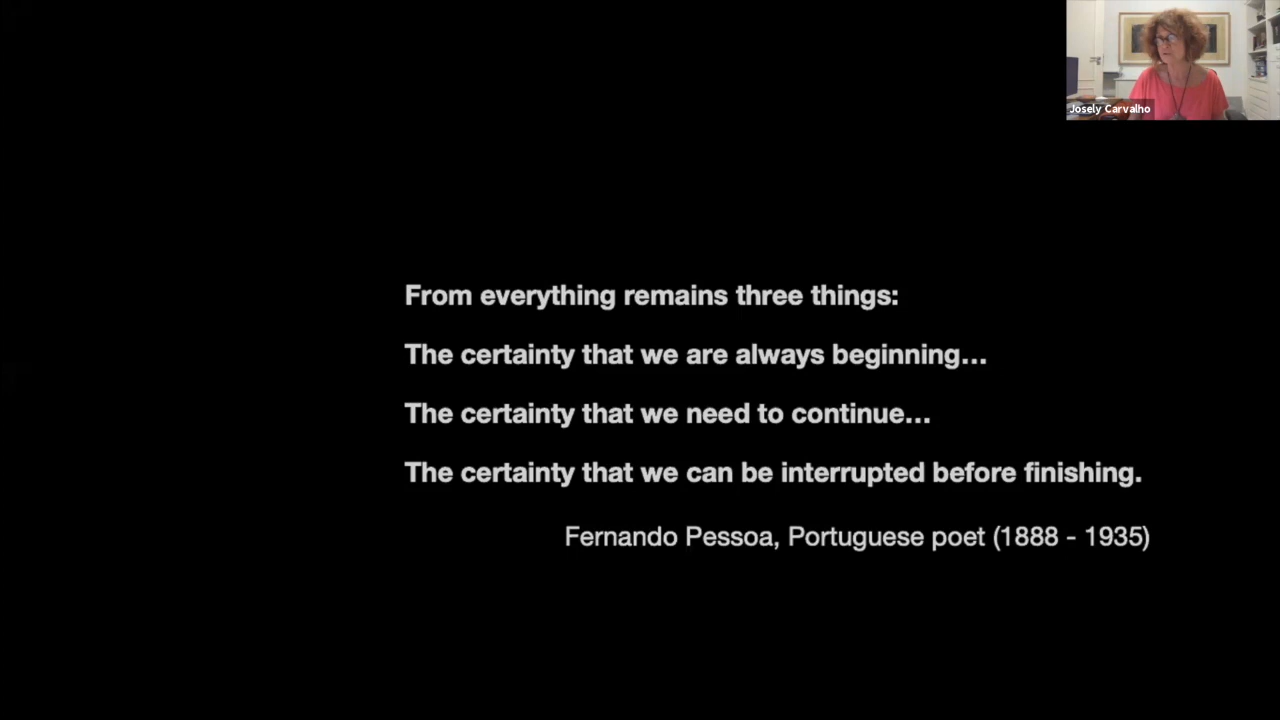 Josely Carvalho
From everything remains three things:
The certainty that we are always beginning...
The certainty that we need to continue...
The certainty that we can be interrupted before finishing.
Fernando Pessoa, Portuguese poet (1888 - 1935)